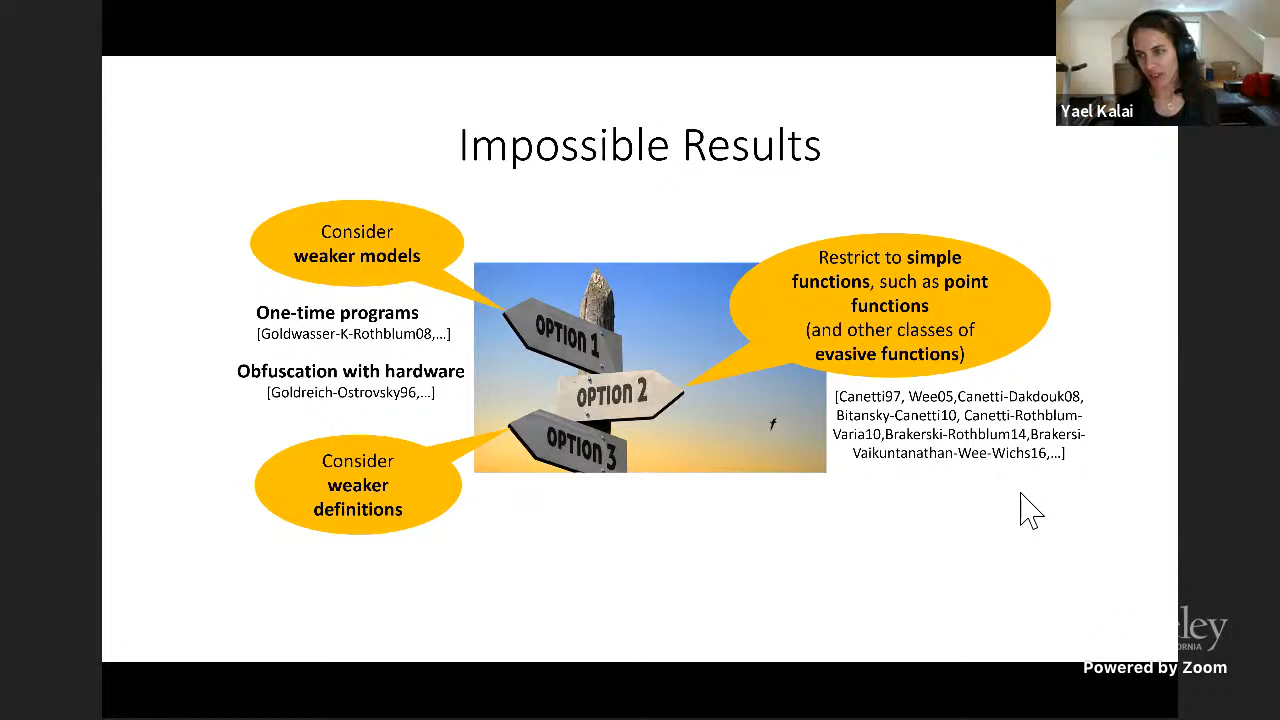 Yael Kalai
Impossible Results
Consider
weaker models
One-time programs
[Goldwasser-K-Rothblum08,...]
Obfuscation with hardware
[Goldreich-Ostrovsky96,...]
Consider
weaker
definitions
OPTION 1
OPTION 2
OPTION 3
Restrict to simple
functions, such as point
functions
(and other classes of
evasive functions)
[Canetti97, Wee05,Canetti-Dakdouk08,
Bitansky-Canetti10, Canetti-Rothblum-
Varia10,Brakerski-Rothblum14,Brakersi-
Vaikuntanathan-Wee-Wichs16,...]
Powered by Zoom